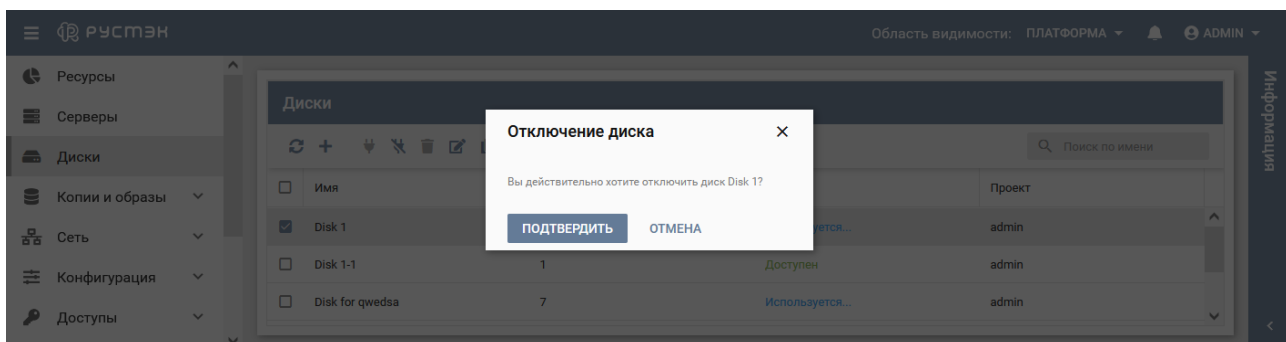 РУСТЭК
Область видимости: ПЛАТФОРМА
ADMIN
Ресурсы
Серверы
Диски
Копии и образы
Сеть
Конфигурация
Доступы
Диски
Поиск по имени
Имя
Проект
Disk 1
admin
Disk 1-1
1
Доступен
admin
Disk for qwedsa
7
Используется...
admin
Отключение диска
Вы действительно хотите отключить диск Disk 1?
ПОДТВЕРДИТЬ
ОТМЕНА
Информация